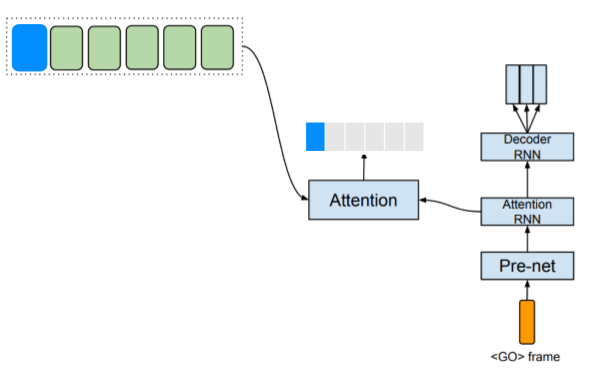 Decoder
RNN
Attention
Attention
RNN
Pre-net
<GO> frame